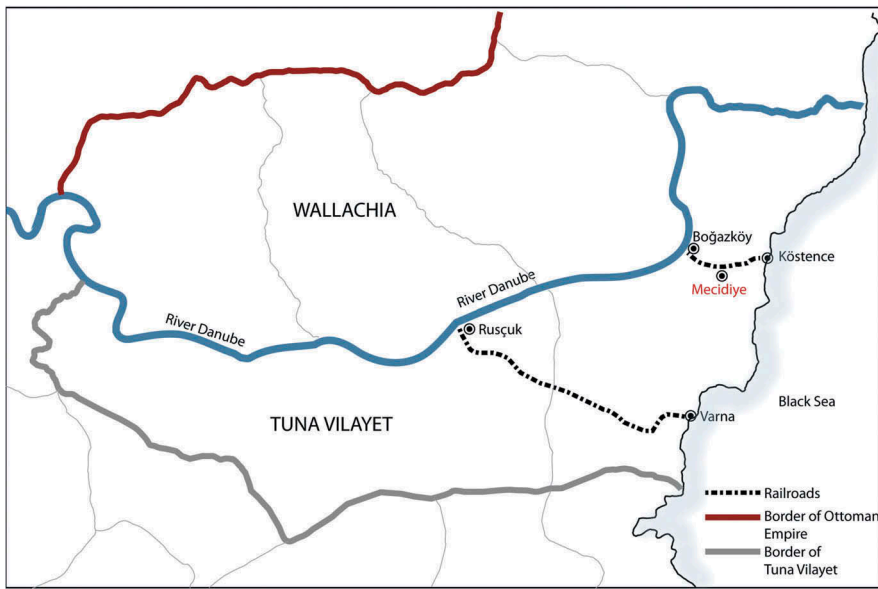 WALLACHIA
Boğazköy
Köstence
Mecidiye
River Danube
Rusçuk
River Danube
TUNA VILAYET
Varna
Black Sea
Railroads
Border of Ottoman
Empire
Border of
Tuna Vilayet